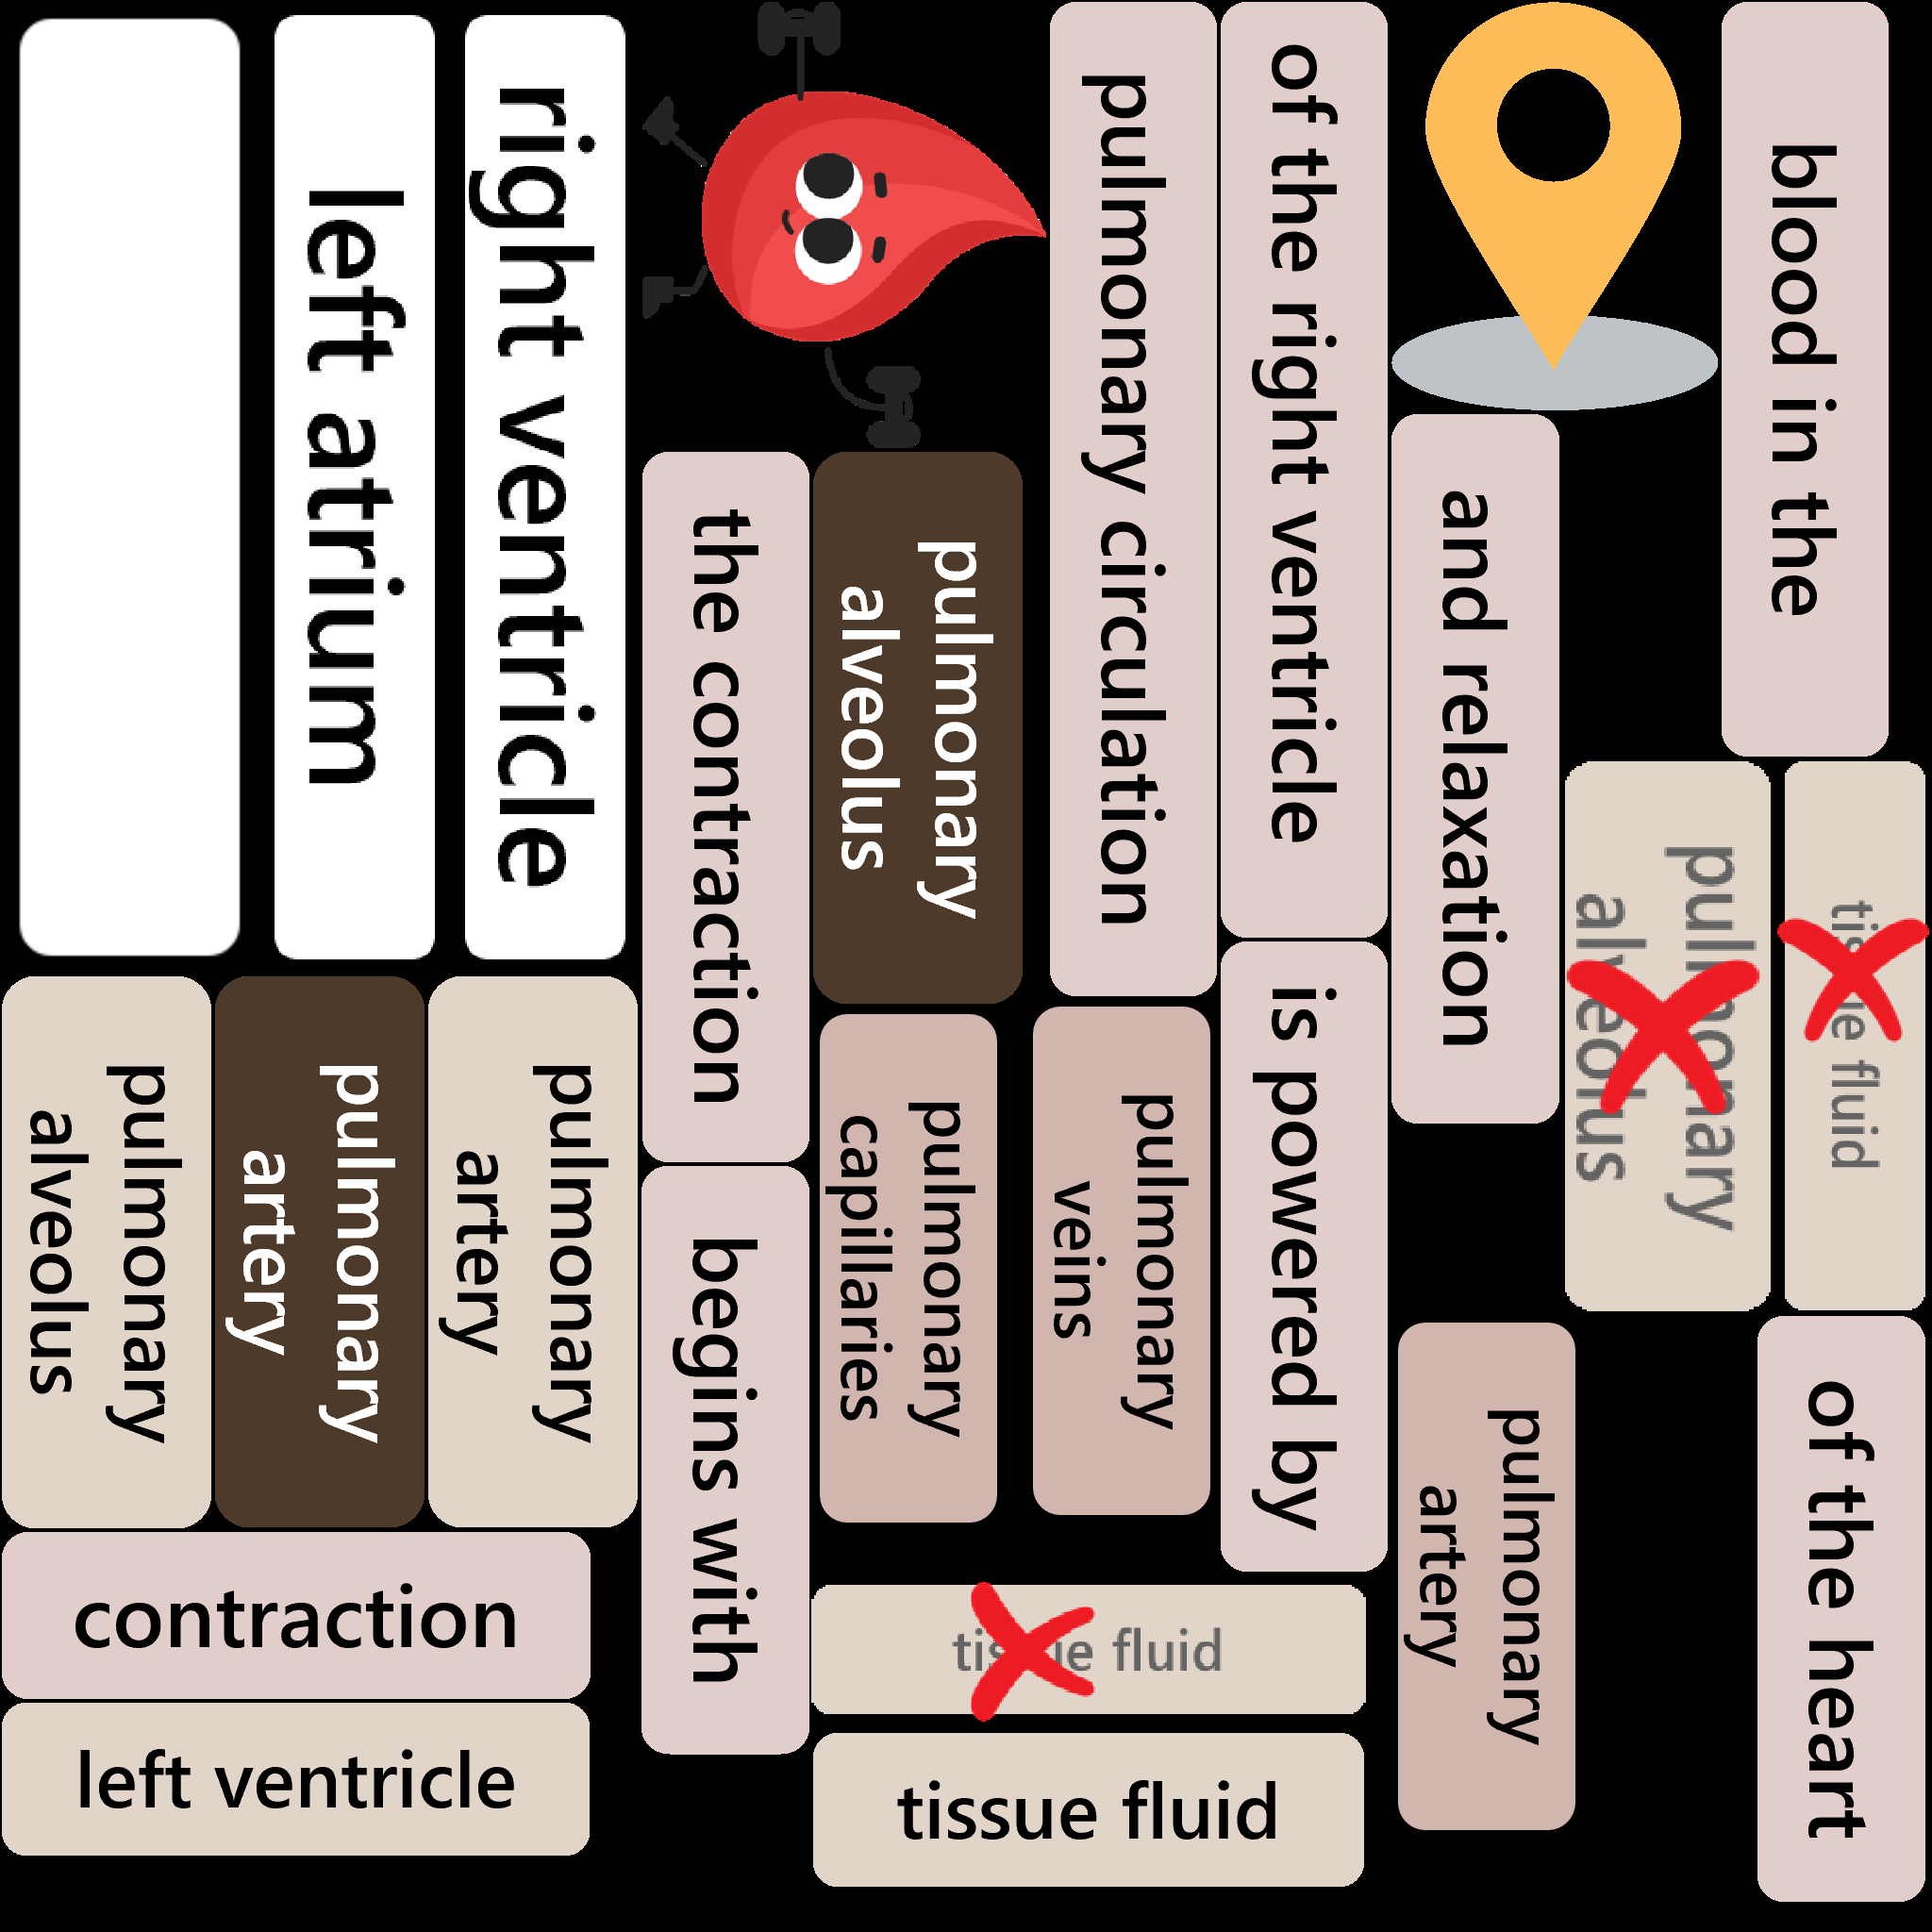 left atrium
right ventricle
the contraction
pulmonary
alveolus
pulmonary circulation
of the right ventricle
and relaxation
blood in the
pulmonary
alveolus
tissue fluid
pulmonary
alveolus
pulmonary
artery
pulmonary
artery
begins with
pulmonary
capillaries
pulmonary
veins
is powered by
pulmonary
artery
of the heart
contraction
left ventricle
tissue fluid
tissue fluid